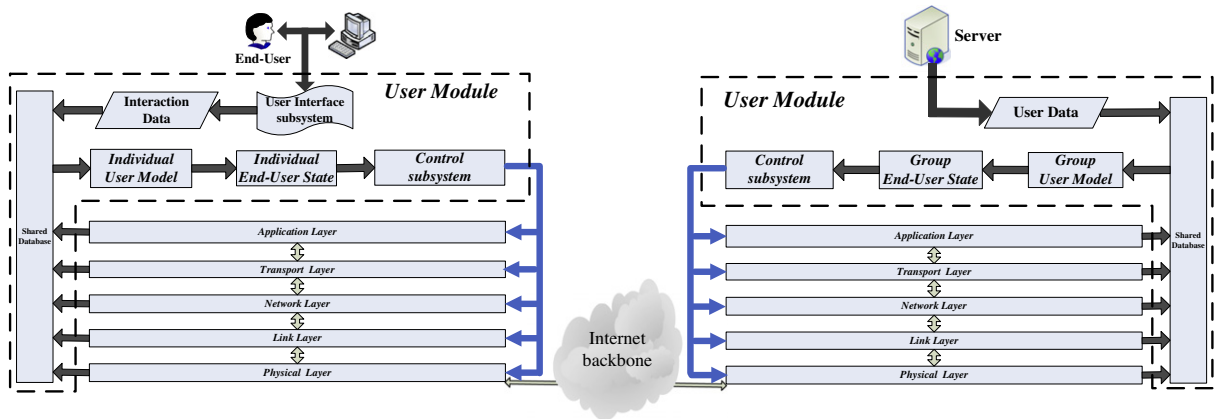 End-User
User Module
Interaction
Data
User Interface
subsystem
Individual
User Model
Individual
End-User State
Control
subsystem
Shared
Database
Application Layer
Transport Layer
Network Layer
Link Layer
Physical Layer
Internet
backbone
Server
User Module
User Data
Control
subsystem
Group
End-User State
Group
User Model
Application Layer
Transport Layer
Network Layer
Link Layer
Physical Layer
Shared
Database